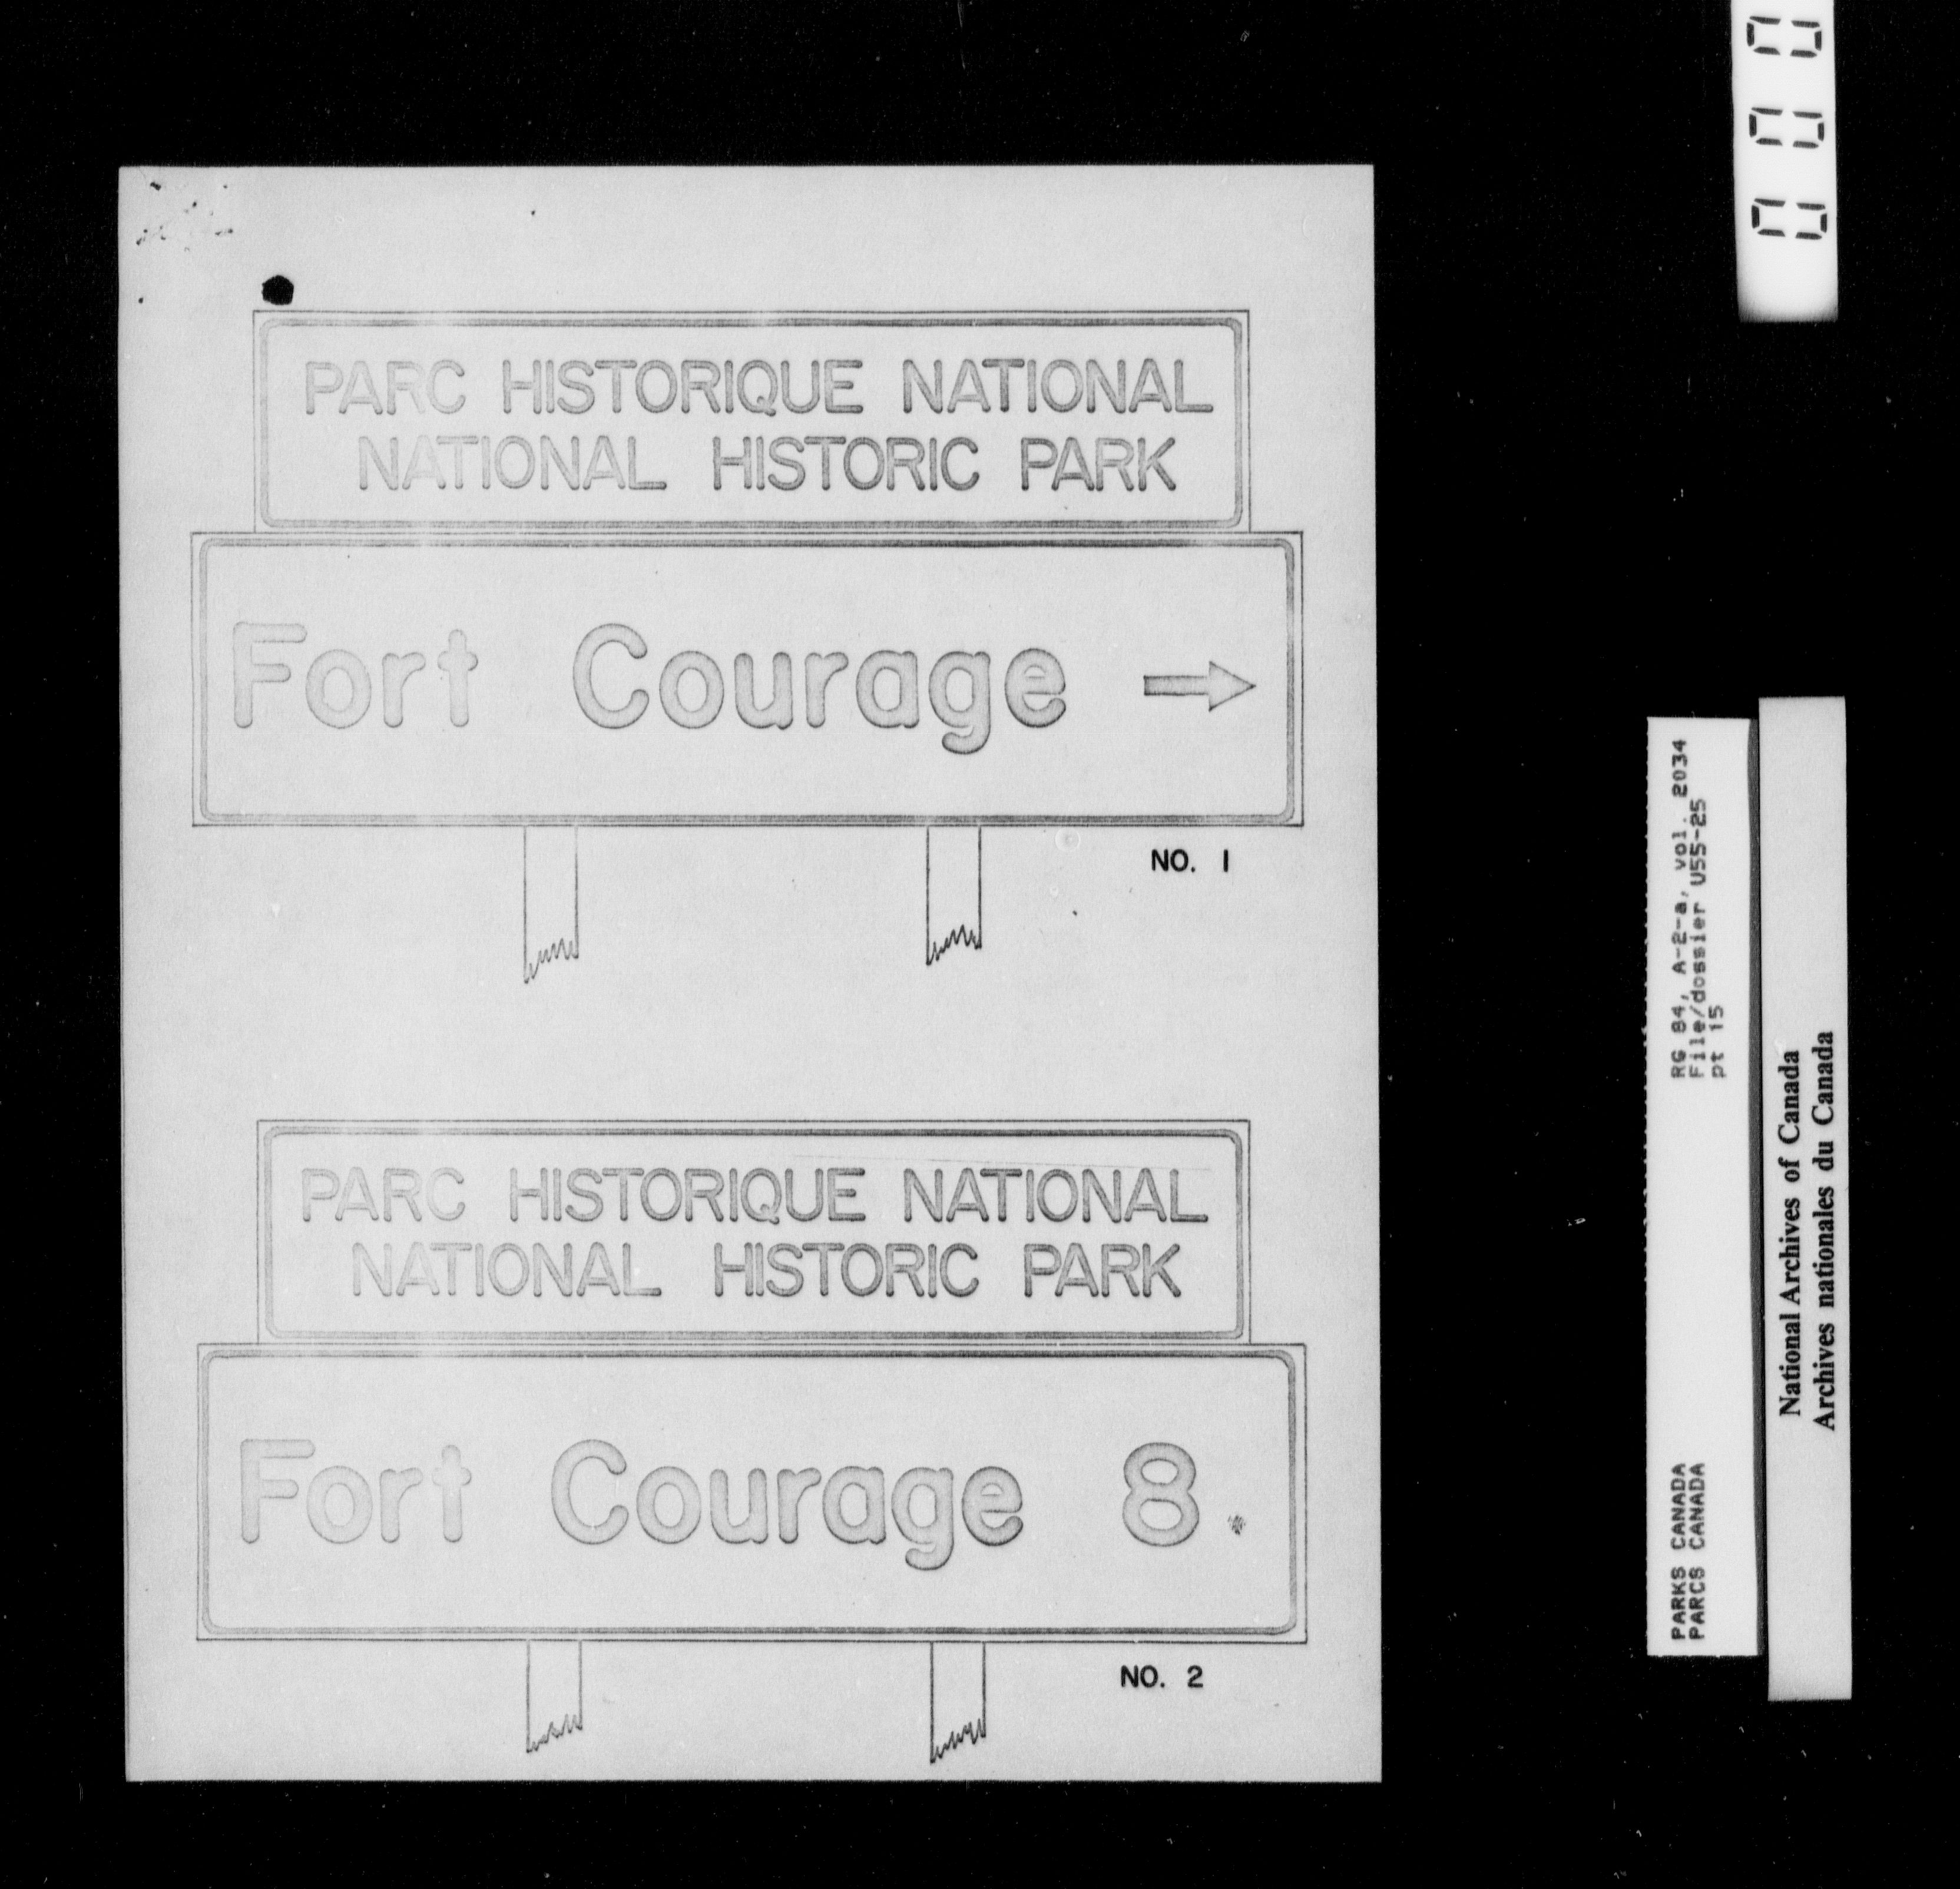 PARC HISTORIQUE NATIONAL
NATIONAL HISTORIC PARK
Fort Courage →
NO. 1
PARC HISTORIQUE NATIONAL
NATIONAL HISTORIC PARK
Fort Courage 8
NO. 2
000
RG 84, A-2-a, vol. 2034
File/dossier U55-25
pt 15
PARKS CANADA
PARCS CANADA
National Archives of Canada
Archives nationales du Canada